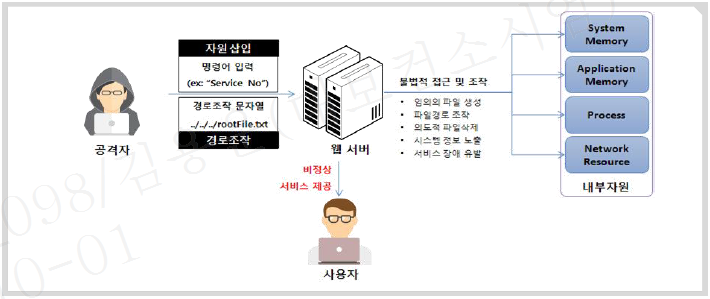 자원삽입
명령어 입력
(ex: "Service No")
경로조작 문자열
../../../rootFile.txt
경로조작
공격자
웹 서버
불법적 접근 및 조작
• 임의의 파일 생성
• 파일경로 조작
• 의도적 파일삭제
• 시스템 정보 노출
• 서비스 장애 유발
System
Memory
Application
Memory
Process
Network
Resource
내부자원
비정상
서비스 제공
사용자